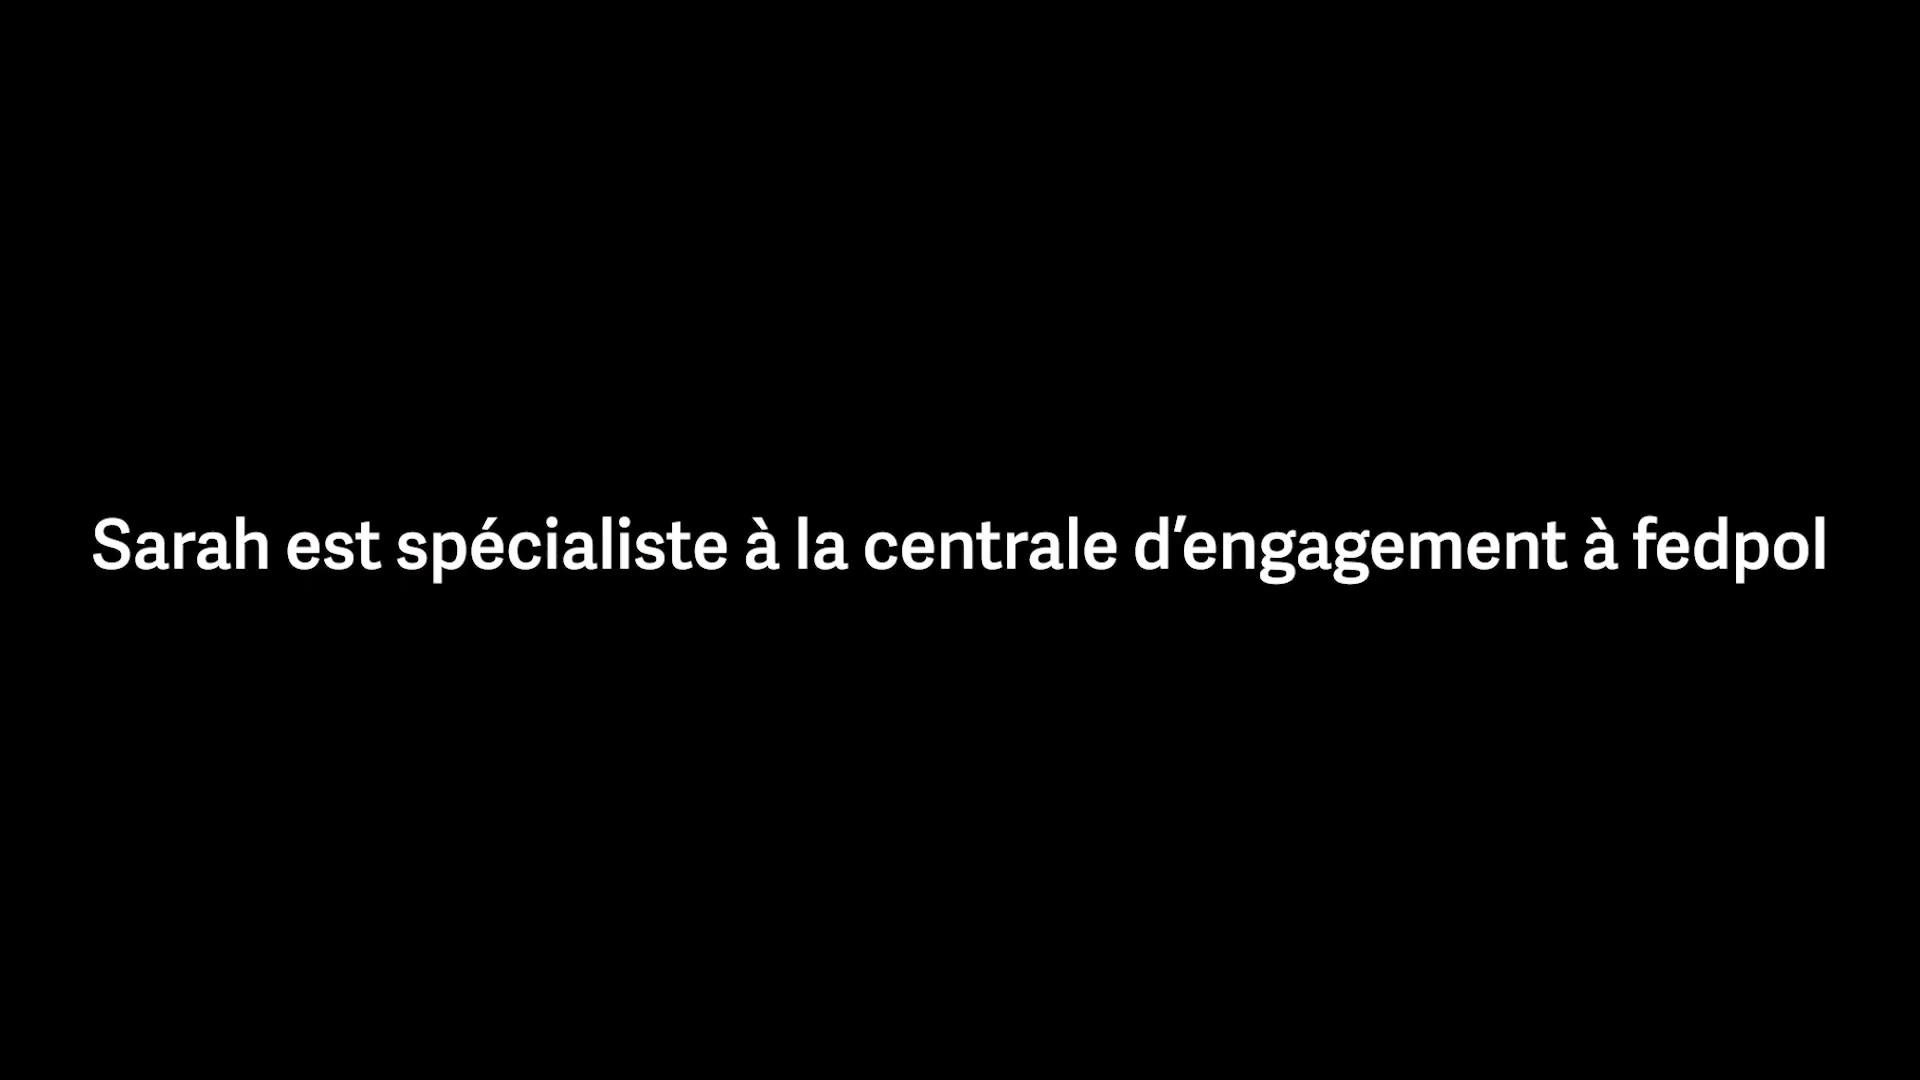 Sarah est spécialiste à la centrale d’engagement à fedpol